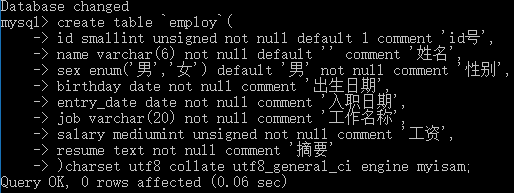 Database changed
mysql> create table `employ`(
    -> id smallint unsigned not null default 1 comment 'id号',
    -> name varchar(6) not null default '' comment '姓名',
    -> sex enum('男','女') default '男' not null comment '性别',
    -> birthday date not null comment '出生日期',
    -> entry_date date not null comment '入职日期',
    -> job varchar(20) not null comment '工作名称',
    -> salary mediumint unsigned not null comment '工资',
    -> resume text not null comment '摘要'
    -> )charset utf8 collate utf8_general_ci engine myisam;
Query OK, 0 rows affected (0.06 sec)